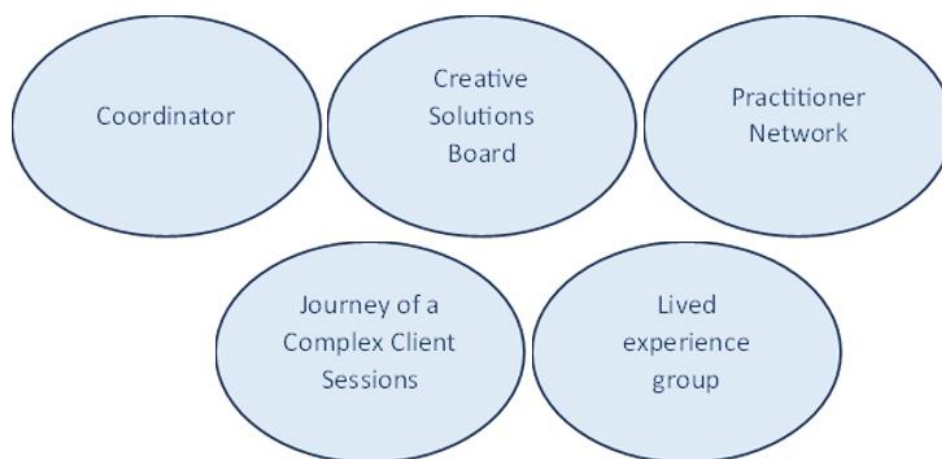 Coordinator
Creative
Solutions
Board
Practitioner
Network
Journey of a
Complex Client
Sessions
Lived
experience
group